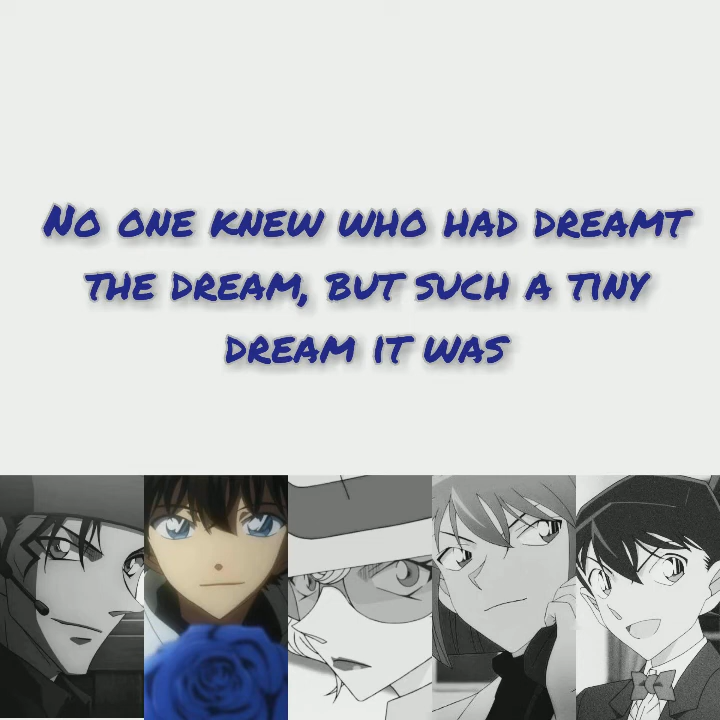 No one knew who had dreamt
the dream, but such a tiny
dream it was